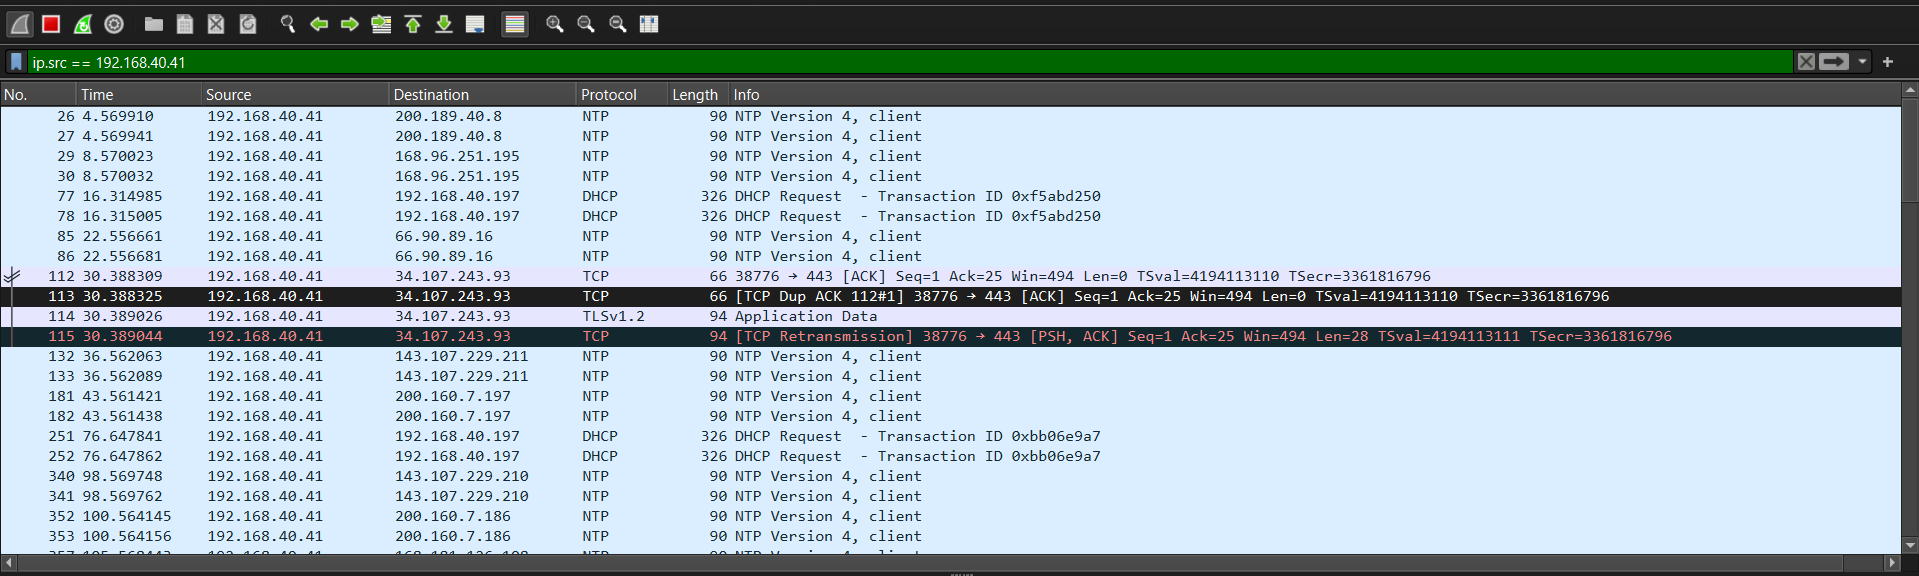 ip.src == 192.168.40.41
No. Time Source Destination Protocol Length Info
26 4.569910 192.168.40.41 200.189.40.8 NTP 90 NTP Version 4, client
27 4.569941 192.168.40.41 200.189.40.8 NTP 90 NTP Version 4, client
29 8.570023 192.168.40.41 168.96.251.195 NTP 90 NTP Version 4, client
30 8.570032 192.168.40.41 168.96.251.195 NTP 90 NTP Version 4, client
77 16.314985 192.168.40.41 192.168.40.197 DHCP 326 DHCP Request - Transaction ID 0xf5abd250
78 16.315005 192.168.40.41 192.168.40.197 DHCP 326 DHCP Request - Transaction ID 0xf5abd250
85 22.556661 192.168.40.41 66.90.89.16 NTP 90 NTP Version 4, client
86 22.556681 192.168.40.41 66.90.89.16 NTP 90 NTP Version 4, client
112 30.388309 192.168.40.41 34.107.243.93 TCP 66 38776 → 443 [ACK] Seq=1 Ack=25 Win=494 Len=0 TSval=4194113110 TSecr=3361816796
113 30.388325 192.168.40.41 34.107.243.93 TCP 66 [TCP Dup ACK 112#1] 38776 → 443 [ACK] Seq=1 Ack=25 Win=494 Len=0 TSval=4194113110 TSecr=3361816796
114 30.389026 192.168.40.41 34.107.243.93 TLSv1.2 94 Application Data
115 30.389044 192.168.40.41 34.107.243.93 TCP 94 [TCP Retransmission] 38776 → 443 [PSH, ACK] Seq=1 Ack=25 Win=494 Len=28 TSval=4194113111 TSecr=3361816796
132 36.562063 192.168.40.41 143.107.229.211 NTP 90 NTP Version 4, client
133 36.562089 192.168.40.41 143.107.229.211 NTP 90 NTP Version 4, client
181 43.561421 192.168.40.41 200.160.7.197 NTP 90 NTP Version 4, client
182 43.561438 192.168.40.41 200.160.7.197 NTP 90 NTP Version 4, client
251 76.647841 192.168.40.41 192.168.40.197 DHCP 326 DHCP Request - Transaction ID 0xbb06e9a7
252 76.647862 192.168.40.41 192.168.40.197 DHCP 326 DHCP Request - Transaction ID 0xbb06e9a7
340 98.569748 192.168.40.41 143.107.229.210 NTP 90 NTP Version 4, client
341 98.569762 192.168.40.41 143.107.229.210 NTP 90 NTP Version 4, client
352 100.564145 192.168.40.41 200.160.7.186 NTP 90 NTP Version 4, client
353 100.564156 192.168.40.41 200.160.7.186 NTP 90 NTP Version 4, client